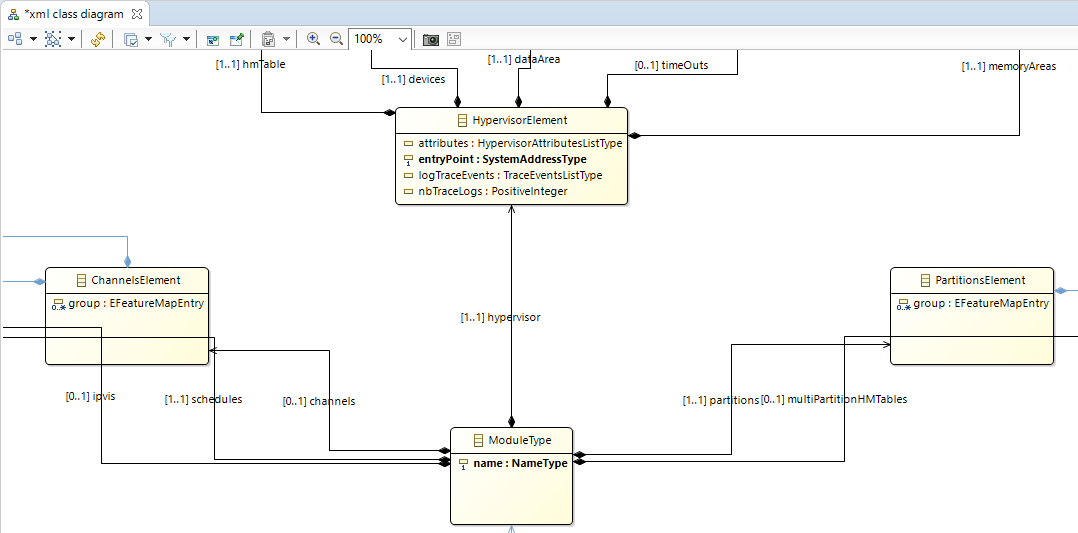 *xml class diagram
100%
[1..1] hmTable
[1..1] devices
[1..1] dataArea
[0..1] timeOuts
[1..1] memoryAreas
HypervisorElement
attributes : HypervisorAttributesListType
1 entryPoint : SystemAddressType
logTraceEvents : TraceEventsListType
nbTraceLogs : PositiveInteger
ChannelsElement
0..* group : EFeatureMapEntry
PartitionsElement
0..* group : EFeatureMapEntry
[1..1] hypervisor
[0..1] ipvis
[1..1] schedules
[0..1] channels
[1..1] partitions
[0..1] multiPartitionHMTables
ModuleType
1 name : NameType